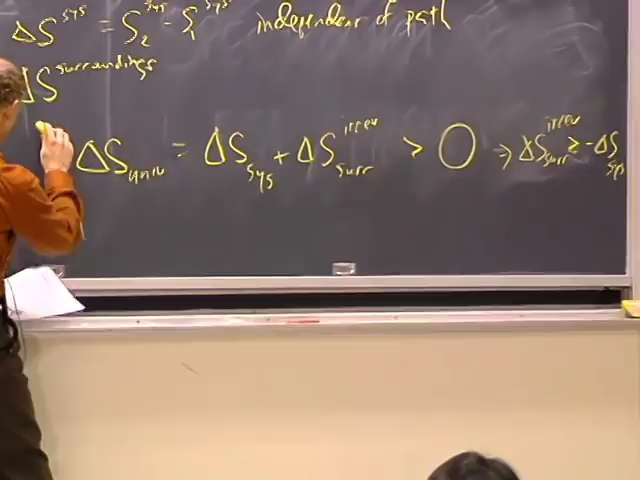 ΔS^sys = S₂^sys - S₁^sys independent of path
ΔS^surroundings
ΔS_univ = ΔS_sys + ΔS_surr^irrev > 0 ⇒ ΔS_surr^irrev ≥ -ΔS_sys